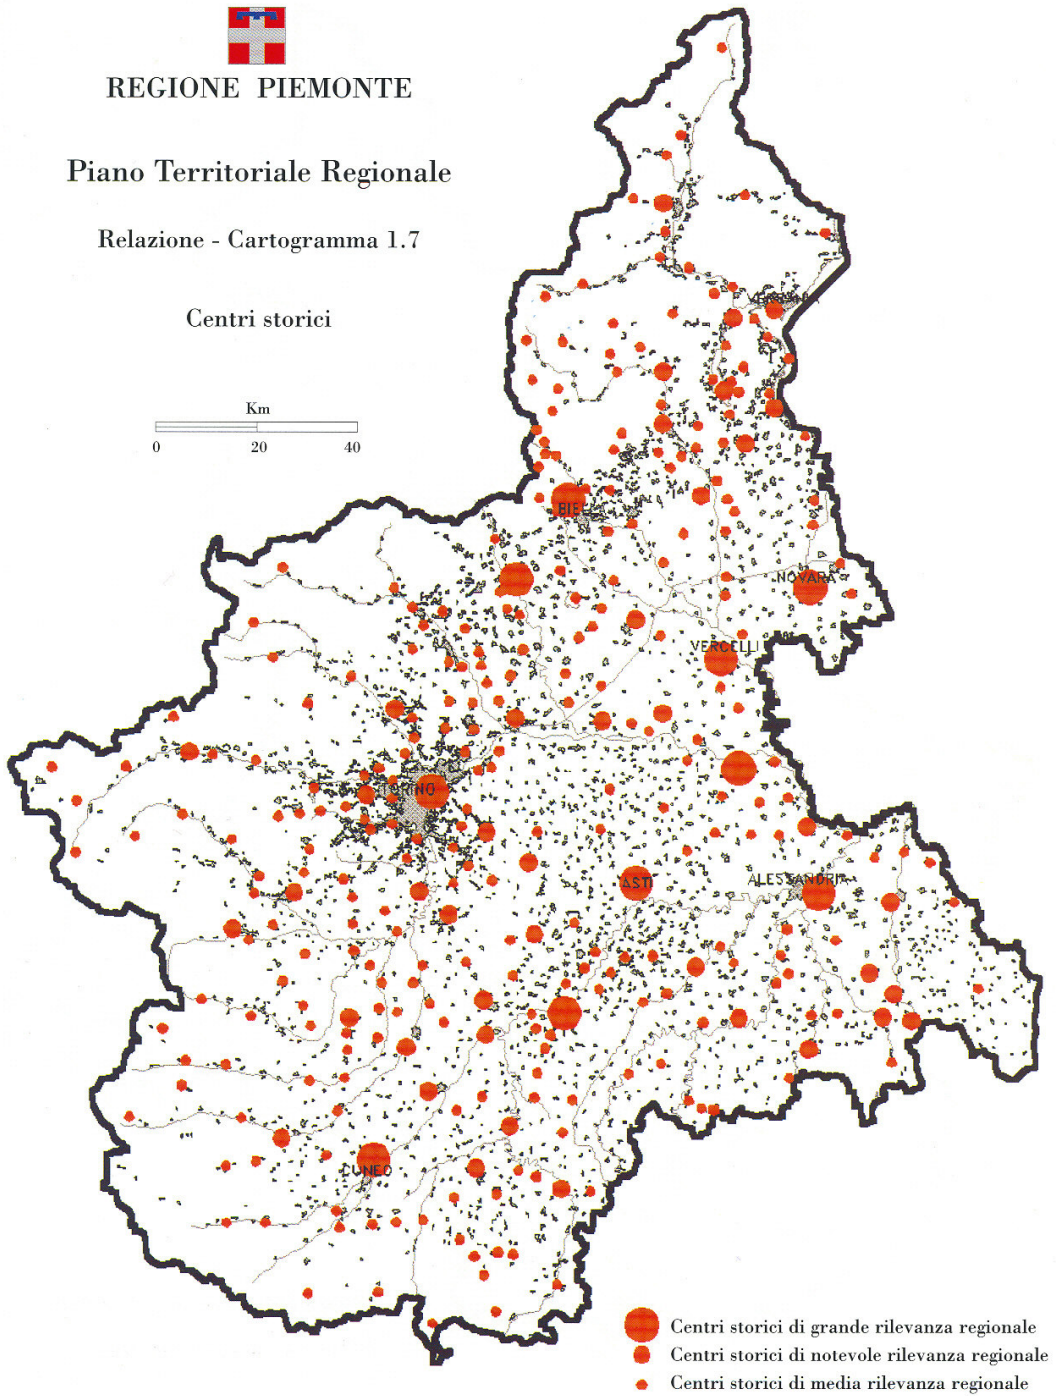 REGIONE PIEMONTE
Piano Territoriale Regionale
Relazione - Cartogramma 1.7
Centri storici
Km
0 20 40
BIELLA
NOVARA
VERCELLI
TORINO
ASTI
ALESSANDRIA
CUNEO
Centri storici di grande rilevanza regionale
Centri storici di notevole rilevanza regionale
Centri storici di media rilevanza regionale